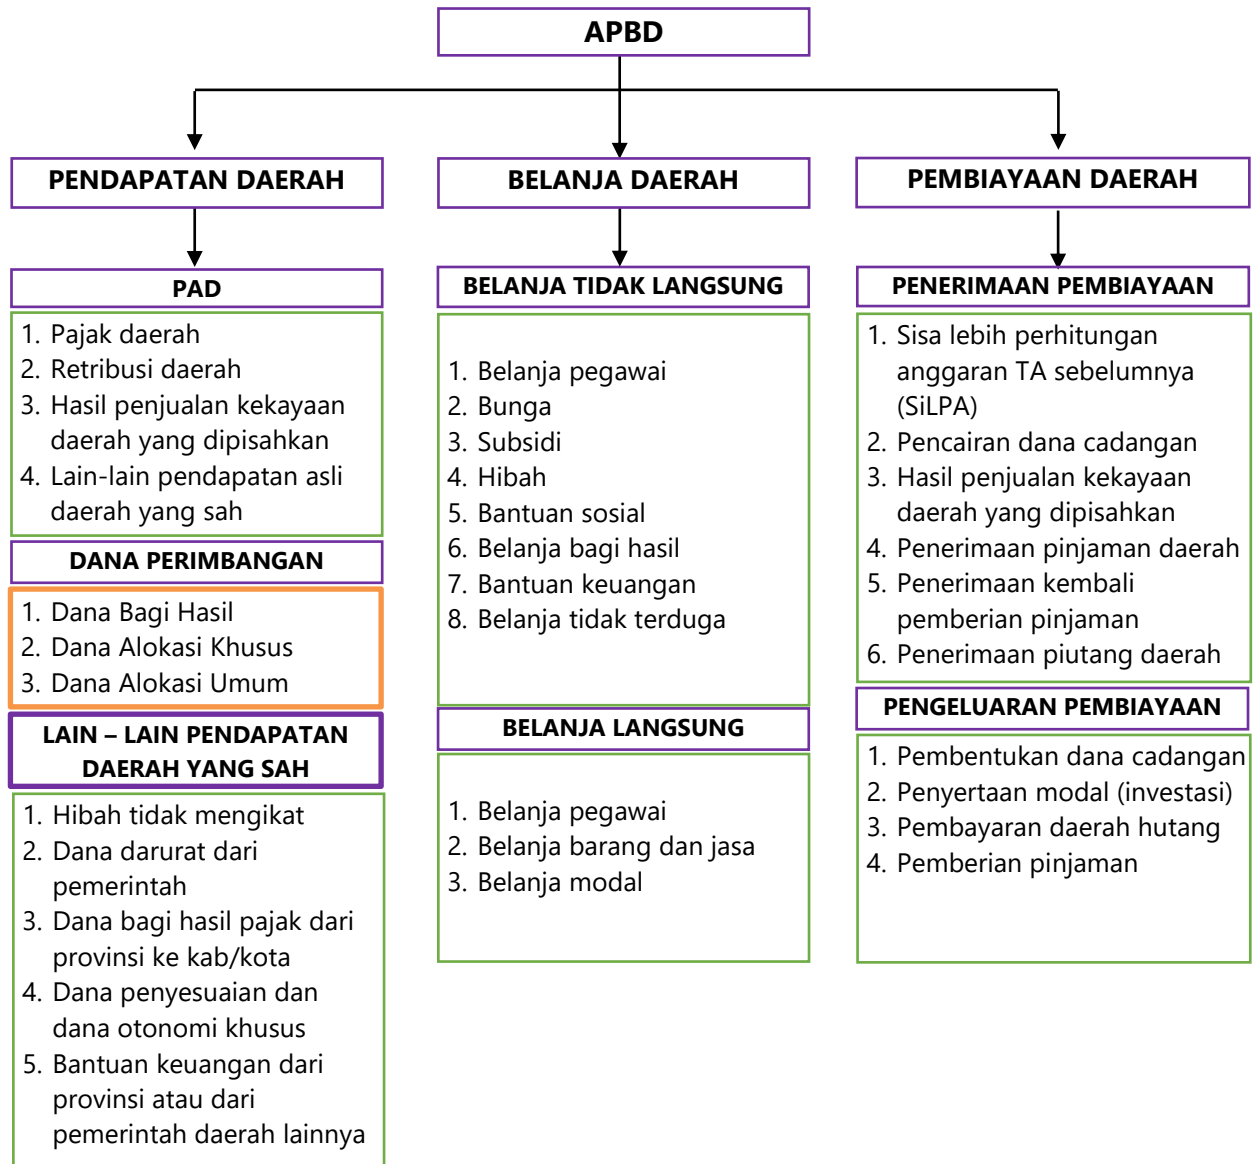 APBD
PENDAPATAN DAERAH
PAD
1. Pajak daerah
2. Retribusi daerah
3. Hasil penjualan kekayaan
daerah yang dipisahkan
4. Lain-lain pendapatan asli
daerah yang sah
DANA PERIMBANGAN
1. Dana Bagi Hasil
2. Dana Alokasi Khusus
3. Dana Alokasi Umum
LAIN – LAIN PENDAPATAN
DAERAH YANG SAH
1. Hibah tidak mengikat
2. Dana darurat dari
pemerintah
3. Dana bagi hasil pajak dari
provinsi ke kab/kota
4. Dana penyesuaian dan
dana otonomi khusus
5. Bantuan keuangan dari
provinsi atau dari
pemerintah daerah lainnya
BELANJA DAERAH
BELANJA TIDAK LANGSUNG
1. Belanja pegawai
2. Bunga
3. Subsidi
4. Hibah
5. Bantuan sosial
6. Belanja bagi hasil
7. Bantuan keuangan
8. Belanja tidak terduga
BELANJA LANGSUNG
1. Belanja pegawai
2. Belanja barang dan jasa
3. Belanja modal
PEMBIAYAAN DAERAH
PENERIMAAN PEMBIAYAAN
1. Sisa lebih perhitungan
anggaran TA sebelumnya
(SiLPA)
2. Pencairan dana cadangan
3. Hasil penjualan kekayaan
daerah yang dipisahkan
4. Penerimaan pinjaman daerah
5. Penerimaan kembali
pemberian pinjaman
6. Penerimaan piutang daerah
PENGELUARAN PEMBIAYAAN
1. Pembentukan dana cadangan
2. Penyertaan modal (investasi)
3. Pembayaran daerah hutang
4. Pemberian pinjaman